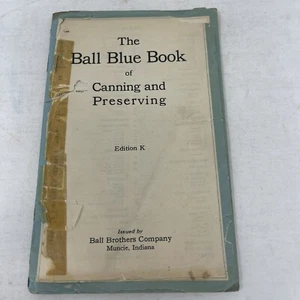 The
Ball Blue Book
of
Canning and
Preserving
Edition K
Issued by
Ball Brothers Company
Muncie, Indiana